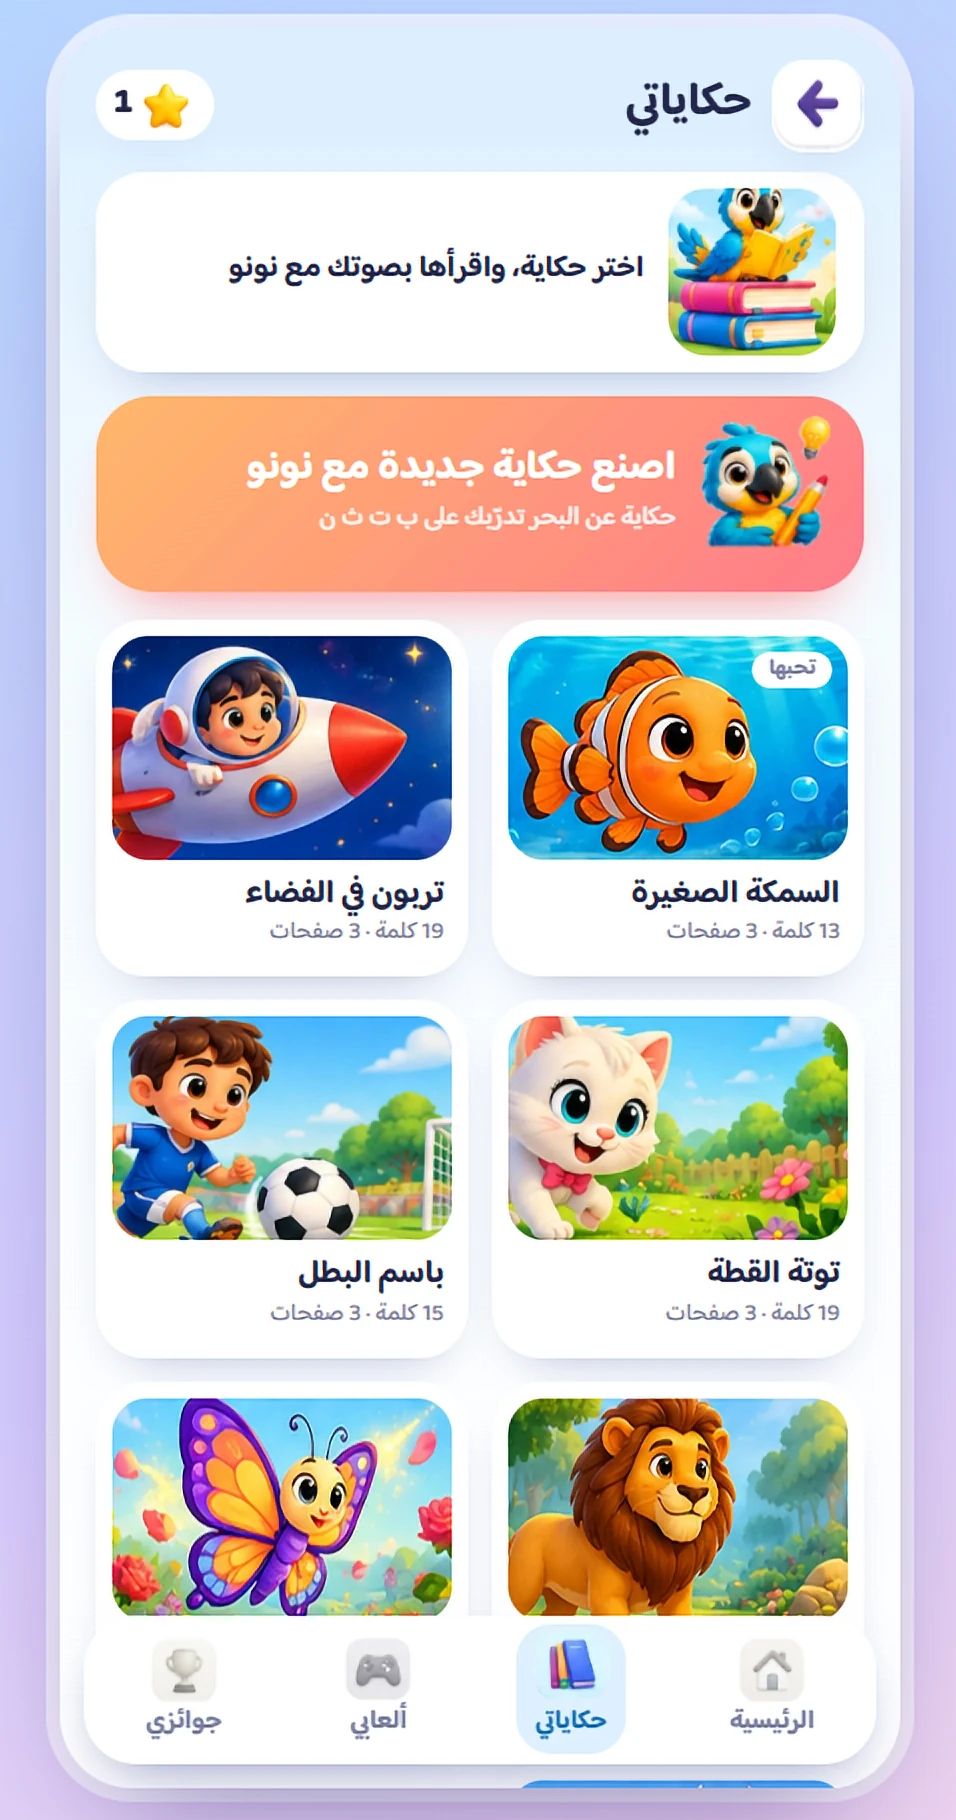 حكاياتي
1
اختر حكاية، واقرأها بصوتك مع نونو
اصنع حكاية جديدة مع نونو
حكاية عن البحر تدرّبك على ب ت ث ن
تحبها
السمكة الصغيرة
13 كلمة · 3 صفحات
تربون في الفضاء
19 كلمة · 3 صفحات
توتة القطة
19 كلمة · 3 صفحات
باسم البطل
15 كلمة · 3 صفحات
الرئيسية
حكاياتي
ألعابي
جوائزي